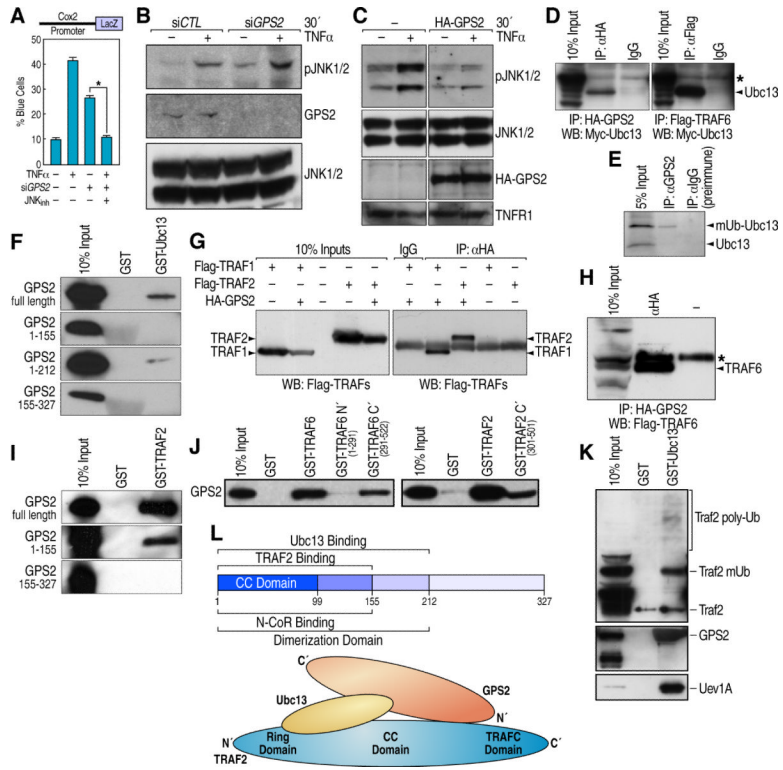 A
Cox2
Promoter
LacZ
% Blue Cells
50
40
30
20
10
0
*
TNFα – + – –
siGPS2 – – + +
JNKinh – – – +
B
siCTL siGPS2 30´
– + – + TNFα
pJNK1/2
GPS2
JNK1/2
C
– HA-GPS2 30´
– + – + TNFα
pJNK1/2
JNK1/2
HA-GPS2
TNFR1
D
10% Input
IP: αHA
IgG
10% Input
IP: αFlag
IgG
*
Ubc13
IP: HA-GPS2
WB: Myc-Ubc13
IP: Flag-TRAF6
WB: Myc-Ubc13
E
5% Input
IP: αGPS2
IP: αIgG
(preimmune)
mUb-Ubc13
Ubc13
F
10% Input
GST
GST-Ubc13
GPS2
full length
GPS2
1-155
GPS2
1-212
GPS2
155-327
G
10% Inputs IgG IP: αHA
Flag-TRAF1 + + – – – + + – + –
Flag-TRAF2 – – – + + + – + – +
HA-GPS2 – + – – + + + + – –
TRAF2
TRAF1
TRAF2
TRAF1
WB: Flag-TRAFs
WB: Flag-TRAFs
H
10% Input
αHA
–
*
TRAF6
IP: HA-GPS2
WB: Flag-TRAF6
I
10% Input
GST
GST-TRAF2
GPS2
full length
GPS2
1-155
GPS2
155-327
J
10% Input
GST
GST-TRAF6
GST-TRAF6 N´
(1-291)
GST-TRAF6 C´
(291-522)
10% Input
GST
GST-TRAF2
GST-TRAF2 C´
(301-501)
GPS2
K
10% Input
GST
GST-Ubc13
Traf2 poly-Ub
Traf2 mUb
Traf2
GPS2
Uev1A
L
Ubc13 Binding
TRAF2 Binding
CC Domain
1 99 155 212 327
N-CoR Binding
Dimerization Domain
C´
GPS2
Ubc13
N´
N´
Ring
Domain
CC
Domain
TRAFC
Domain
C´
TRAF2